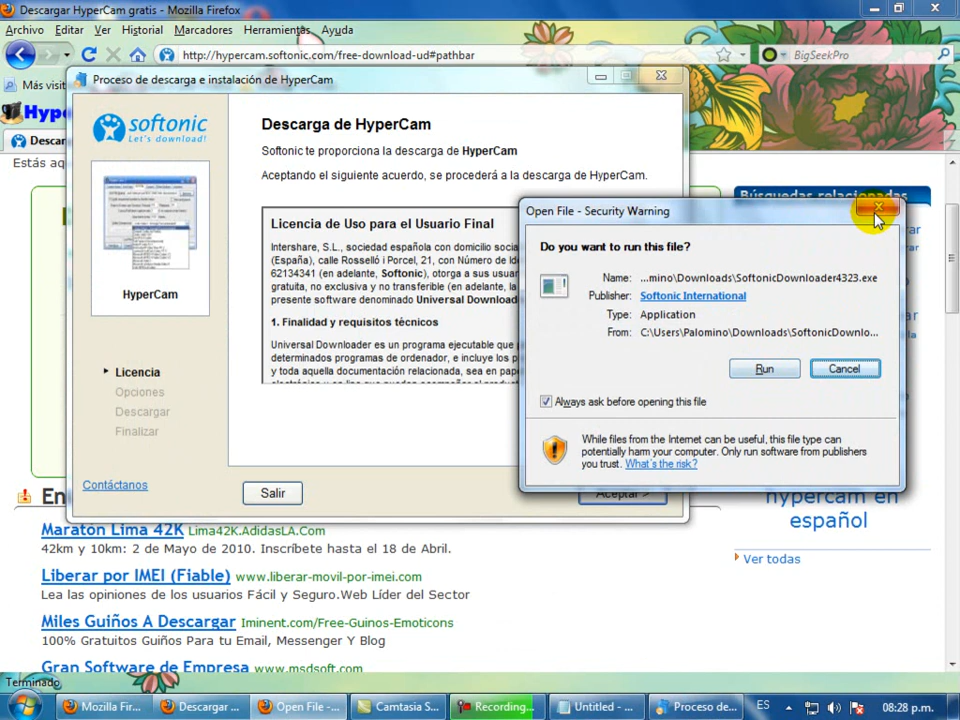 Descargar HyperCam gratis - Mozilla Firefox
Archivo Editar Ver Historial Marcadores Herramientas Ayuda
http://hypercam.softonic.com/free-download-ud#pathbar
BigSeekPro
Más visit
Hype
Descar
Estás aq
Proceso de descarga e instalación de HyperCam
softonic
Let's download!
HyperCam
Licencia
Opciones
Descargar
Finalizar
Contáctanos
Descarga de HyperCam
Softonic te proporciona la descarga de HyperCam
Aceptando el siguiente acuerdo, se procederá a la descarga de HyperCam.
Licencia de Uso para el Usuario Final
Intershare, S.L., sociedad española con domicilio socia
(España), calle Rosselló i Porcel, 21, con Número de Id
62134341 (en adelante, Softonic), otorga a sus usuar
gratuita, no exclusiva y no transferible (en adelante, la
presente software denominado Universal Download
1. Finalidad y requisitos técnicos
Universal Downloader es un programa ejecutable que p
determinados programas de ordenador, e incluye los p
y toda aquella documentación relacionada, sea en pape
Salir
Aceptar >
Open File - Security Warning
Do you want to run this file?
Name: ...mino\Downloads\SoftonicDownloader4323.exe
Publisher: Softonic International
Type: Application
From: C:\Users\Palomino\Downloads\SoftonicDownlo...
Run Cancel
Always ask before opening this file
While files from the Internet can be useful, this file type can
potentially harm your computer. Only run software from publishers
you trust. What's the risk?
Búsquedas relacionadas
ar
ar
ar
la
hypercam en
español
Ver todas
En
Maratón Lima 42K Lima42K.AdidasLA.Com
42km y 10km: 2 de Mayo de 2010. Inscríbete hasta el 18 de Abril.
Liberar por IMEI (Fiable) www.liberar-movil-por-imei.com
Lea las opiniones de los usuarios Fácil y Seguro.Web Líder del Sector
Miles Guiños A Descargar Iminent.com/Free-Guinos-Emoticons
100% Gratuitos Guiños Para tu Email, Messenger Y Blog
Gran Software de Empresa www.msdsoft.com
Terminado
Mozilla Fir... Descargar ... Open File -... Camtasia S... Recording... Untitled - ... Proceso de... ES 08:28 p.m.